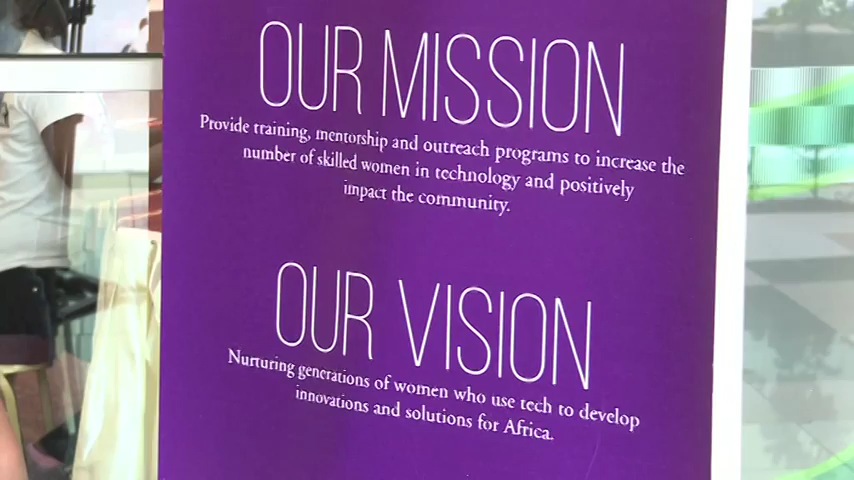 OUR MISSION
Provide training, mentorship and outreach programs to increase the
number of skilled women in technology and positively
impact the community.
OUR VISION
Nurturing generations of women who use tech to develop
innovations and solutions for Africa.